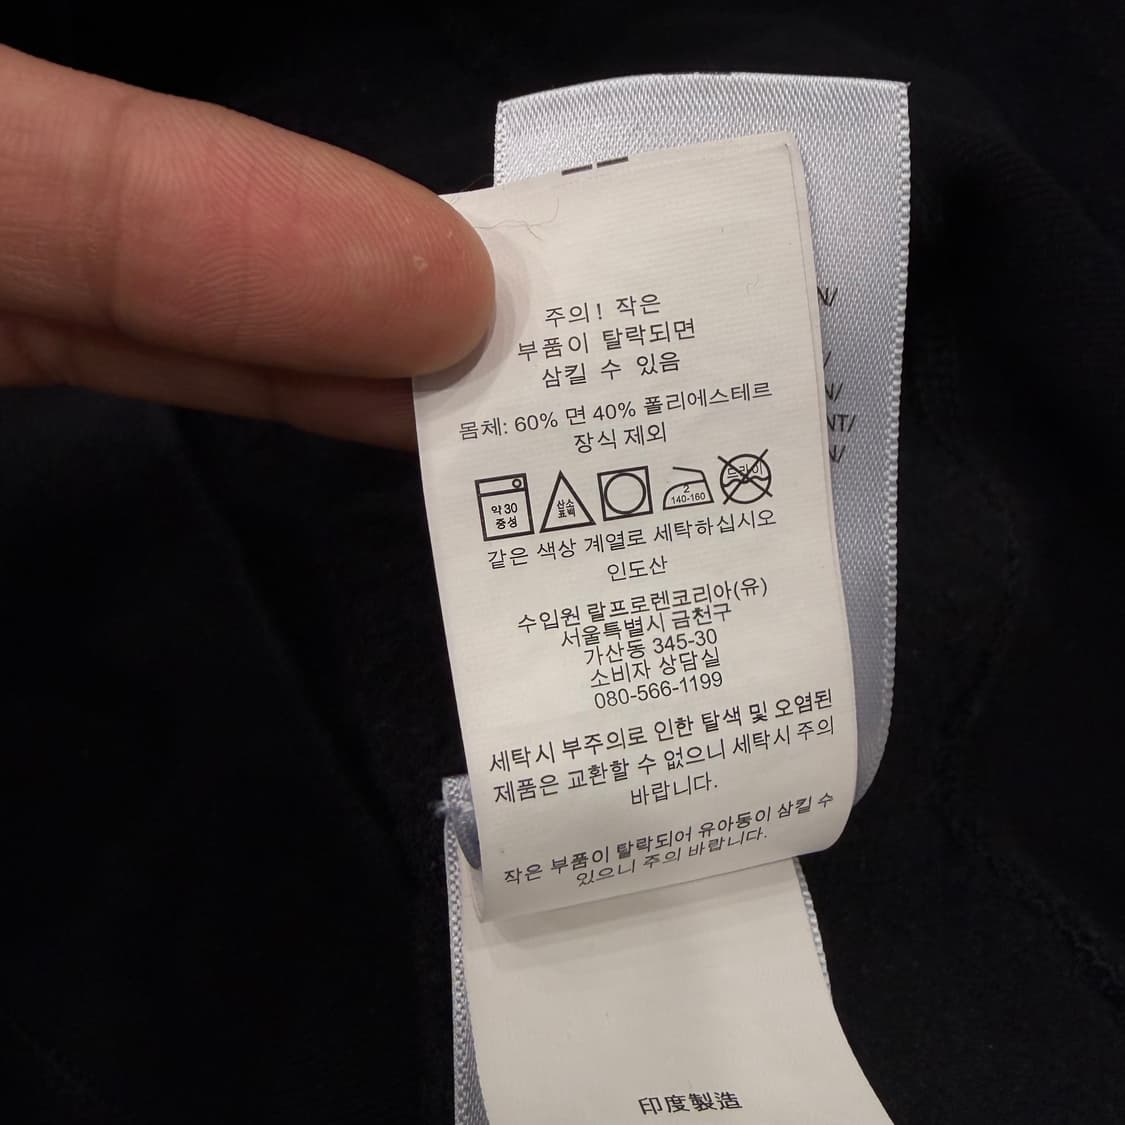 주의! 작은
부품이 탈락되면
삼킬 수 있음
몸체: 60% 면 40% 폴리에스테르
장식 제외
약30
중성
산소
표백
2
140-160
드라이
같은 색상 계열로 세탁하십시오
인도산
수입원 랄프로렌코리아(유)
서울특별시 금천구
가산동 345-30
소비자 상담실
080-566-1199
세탁시 부주의로 인한 탈색 및 오염된
제품은 교환할 수 없으니 세탁시 주의
바랍니다.
작은 부품이 탈락되어 유아동이 삼킬 수
있으니 주의 바랍니다.
N/
/
N/
NT/
N/
印度製造